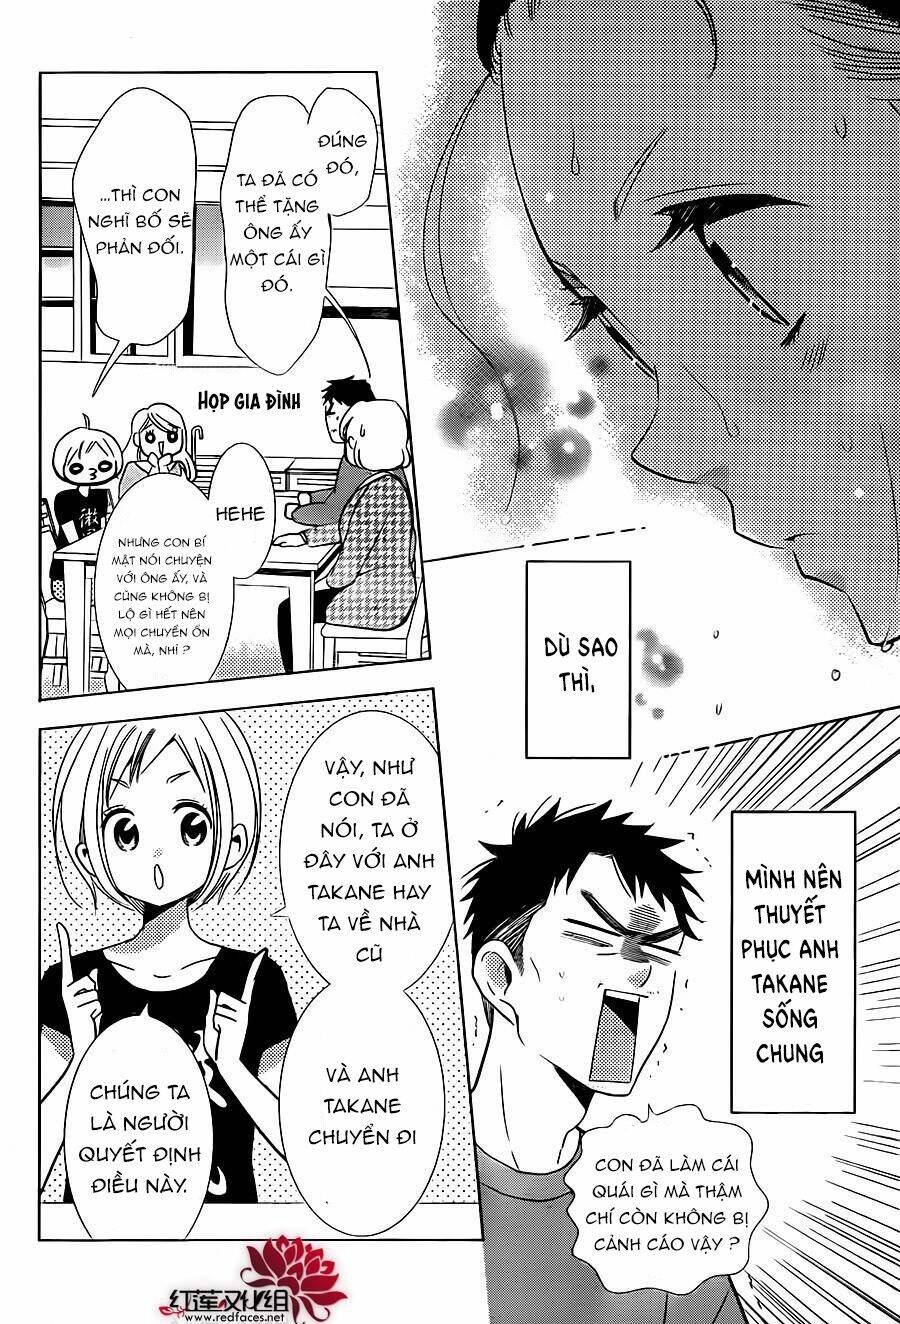 DÙ SAO
THÌ,
MÌNH NÊN
THUYẾT
PHỤC ANH
TAKANE
SỐNG
CHUNG
CON ĐÃ LÀM CÁI
QUÁI GÌ MÀ THẬM
CHÍ CÒN KHÔNG BỊ
CẢNH CÁO VẬY ?
ĐÚNG
ĐÓ,
TA ĐÃ CÓ
THỂ TẶNG
ÔNG ẤY
MỘT CÁI GÌ
ĐÓ.
...THÌ CON
NGHĨ BỐ SẼ
PHẢN ĐỐI.
HỌP GIA ĐÌNH
HEHE
NHƯNG CON BÍ
MẬT NÓI CHUYỆN
VỚI ÔNG ẤY, VÀ
CŨNG KHÔNG BỊ
LỘ GÌ HẾT NÊN
MỌI CHUYỂN ỔN
MÀ, NHỈ ?
VẬY, NHƯ
CON ĐÃ
NÓI, TA Ở
ĐÂY VỚI ANH
TAKANE HAY
TA VỀ NHÀ
CŨ
VÀ ANH
TAKANE
CHUYỂN ĐI
CHÚNG TA
LÀ NGƯỜI
QUYẾT ĐỊNH
ĐIỀU NÀY.
红莲汉化组
www.redfaces.net